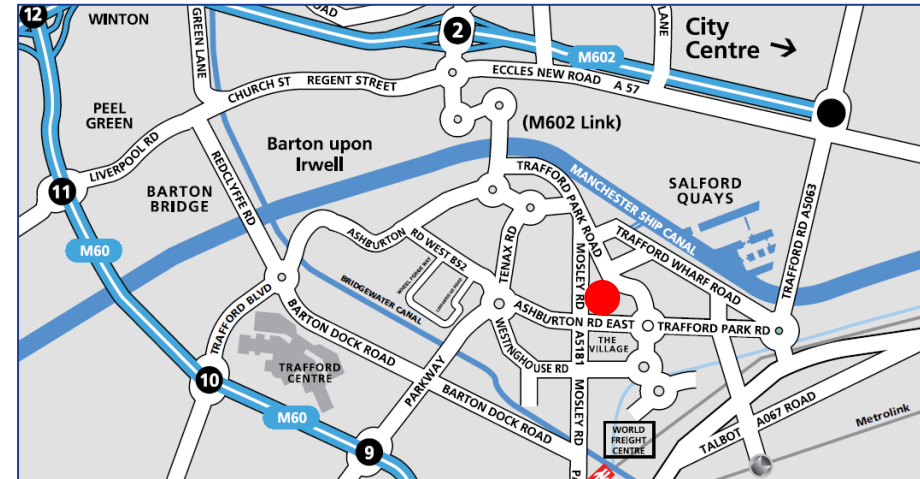 12
WINTON
GREEN LANE
ROAD
2
M602
LANE
City
Centre →
ECCLES NEW ROAD A 57
CHURCH ST REGENT STREET
PEEL
GREEN
LIVERPOOL RD
(M602 Link)
Barton upon
Irwell
11
BARTON
BRIDGE
REDCLYFFE RD
TRAFFORD PARK ROAD
MANCHESTER SHIP CANAL
SALFORD
QUAYS
TRAFFORD RD A5063
M60
ASHBURTON RD WEST B52
TENAX RD
MOSLEY RD
TRAFFORD WHARF ROAD
WHEEL FORGE WAY
BRIDGEWATER CANAL
TRAFFORD BLVD
BARTON DOCK ROAD
ASHBURTON RD EAST
TRAFFORD PARK RD
WESTINGHOUSE RD
A5181
THE
VILLAGE
TRAFFORD
CENTRE
10
PARKWAY
MOSLEY RD
M60
BARTON DOCK ROAD
9
WORLD
FREIGHT
CENTRE
TALBOT
A067 ROAD
Metrolink